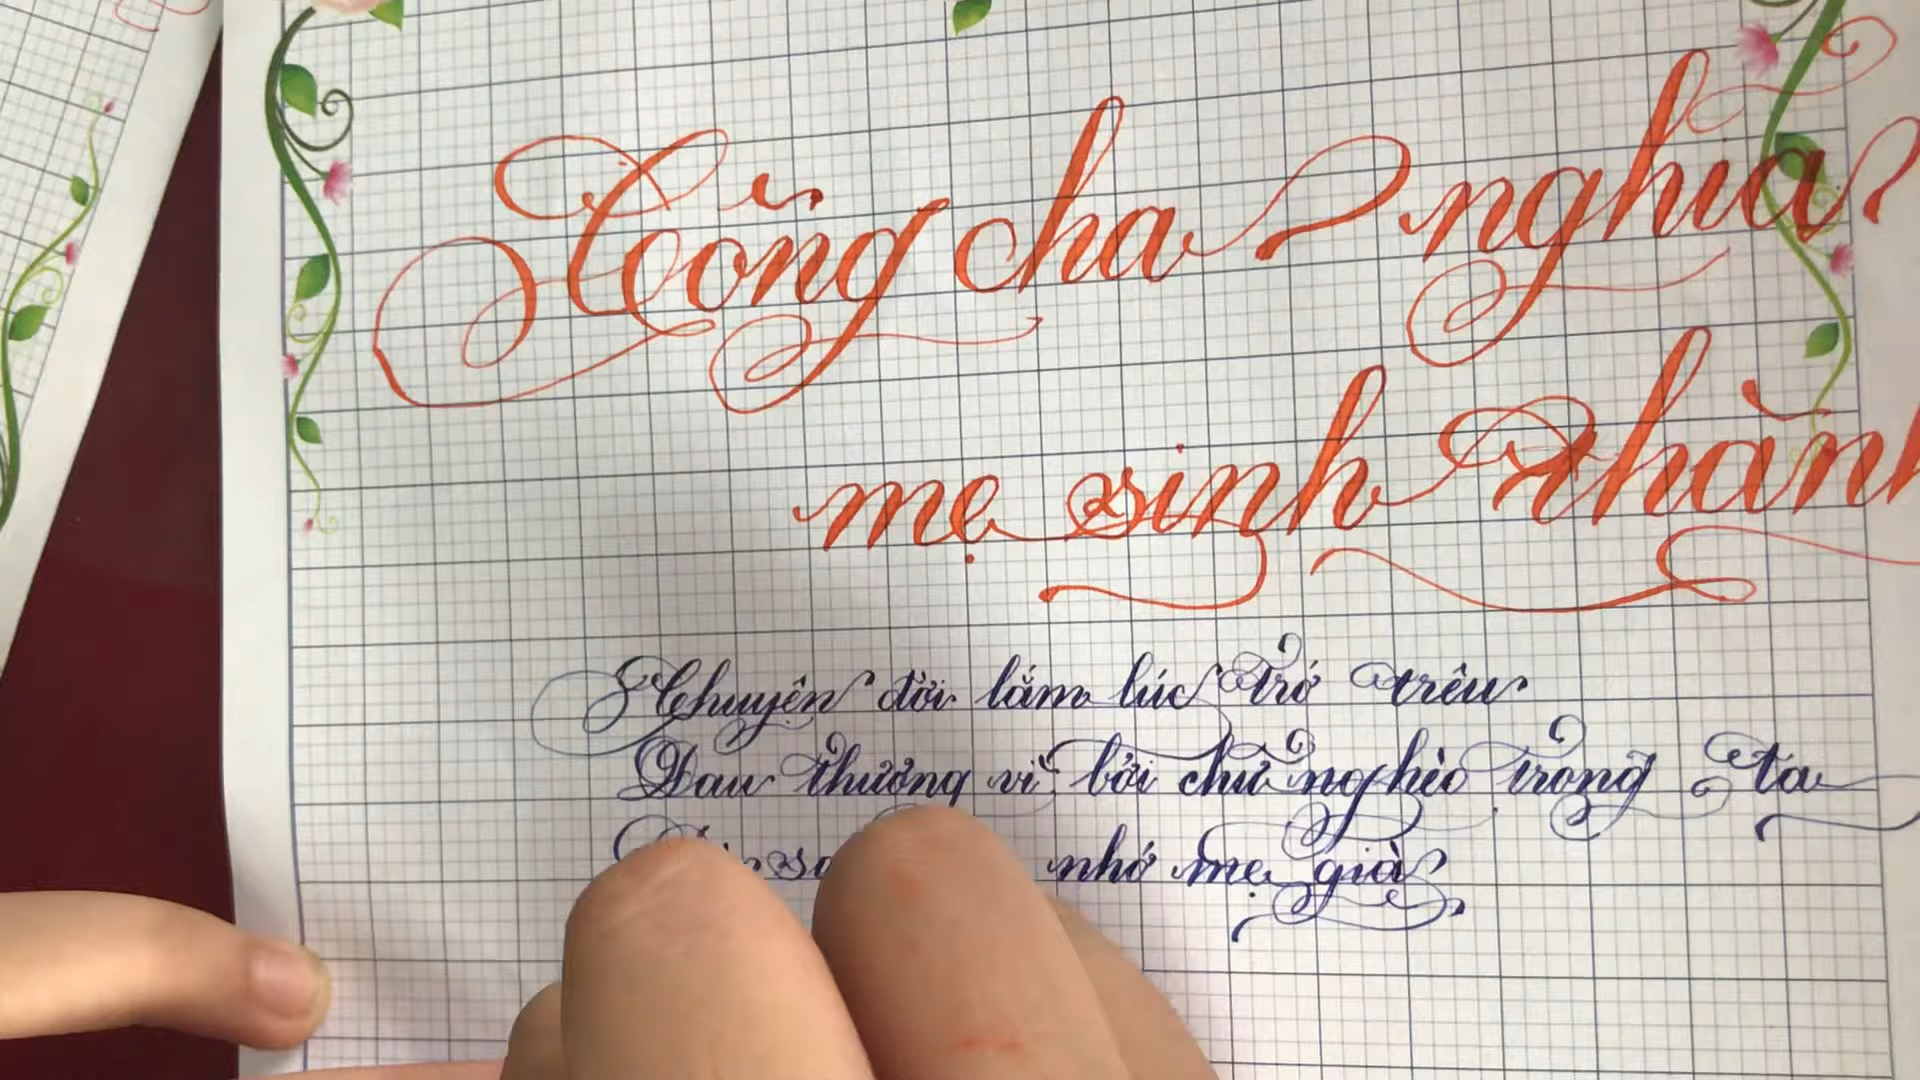 Công cha nghĩa
mẹ sinh thành
Chuyện đời lắm lúc trớ trêu
Đau thương vì bởi chữ nghèo trong ta
nhớ mẹ già